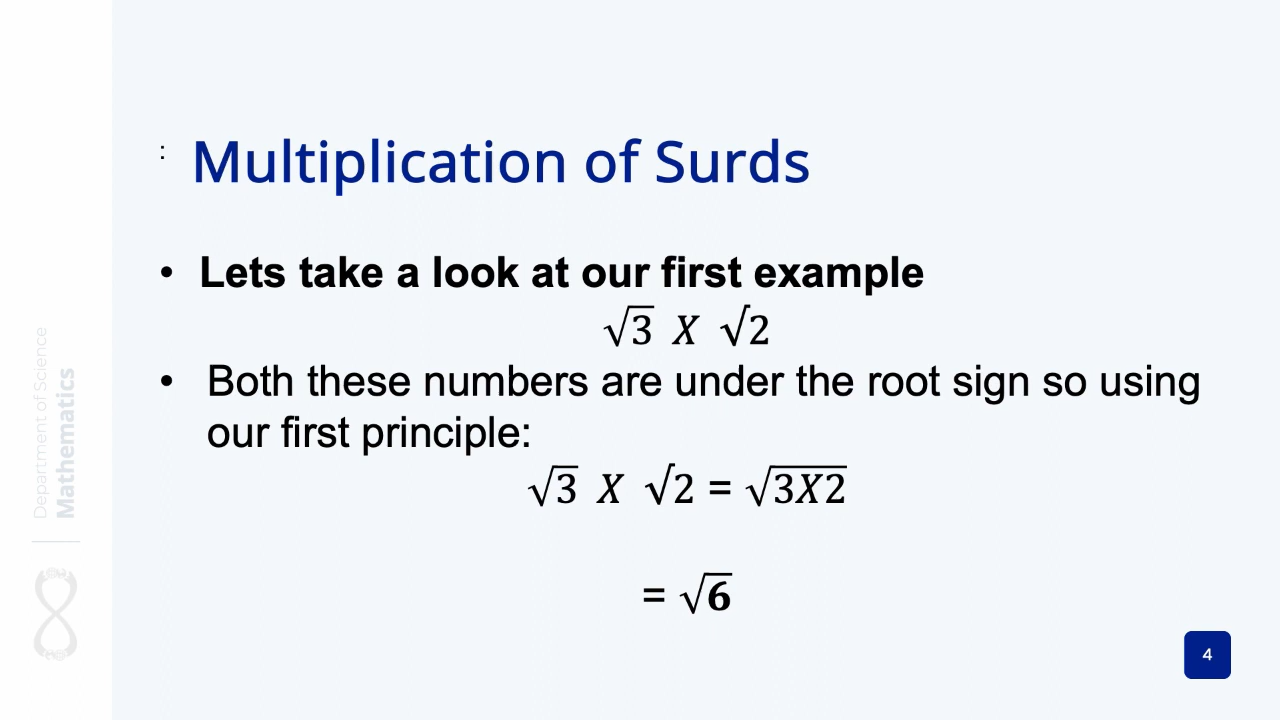 : Multiplication of Surds
• Lets take a look at our first example
√3 X √2
• Both these numbers are under the root sign so using
our first principle:
√3 X √2 = √3X2
= √6
Department of Science
Mathematics
4